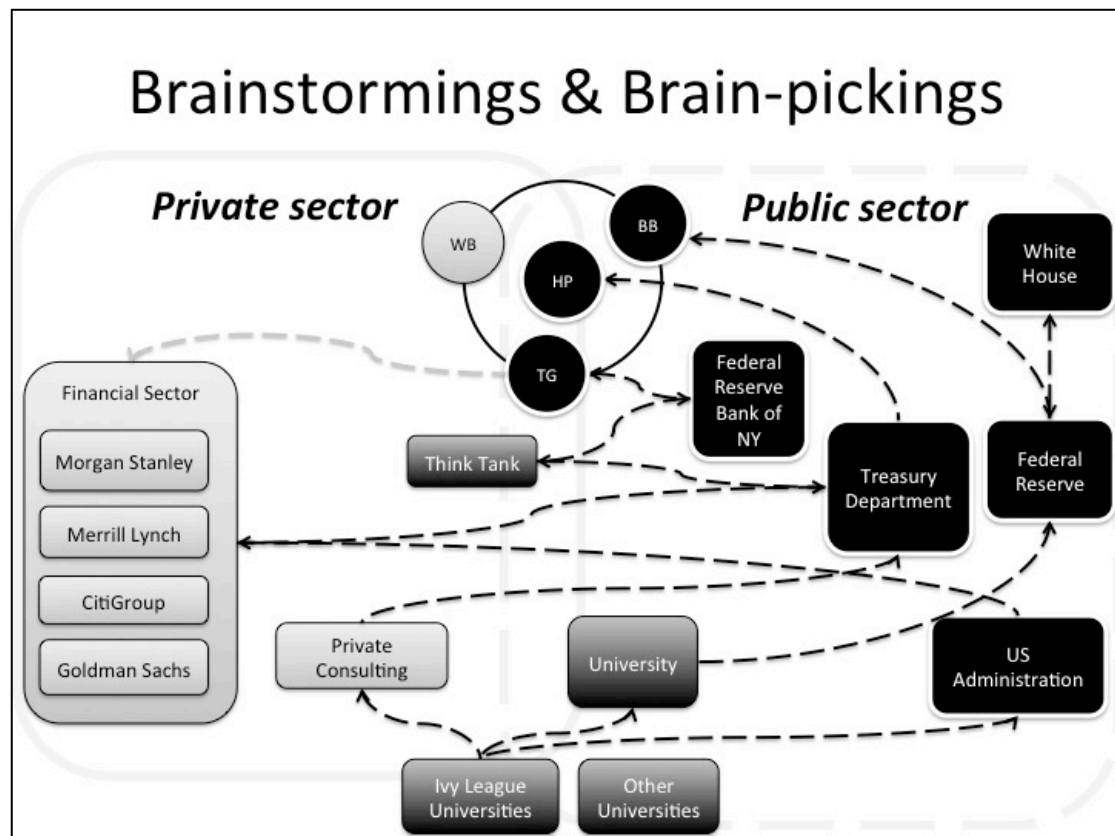 Brainstormings & Brain-pickings
Private sector
Public sector
WB
BB
HP
TG
White
House
Financial Sector
Morgan Stanley
Merrill Lynch
CitiGroup
Goldman Sachs
Federal
Reserve
Bank of
NY
Think Tank
Treasury
Department
Federal
Reserve
Private
Consulting
University
US
Administration
Ivy League
Universities
Other
Universities